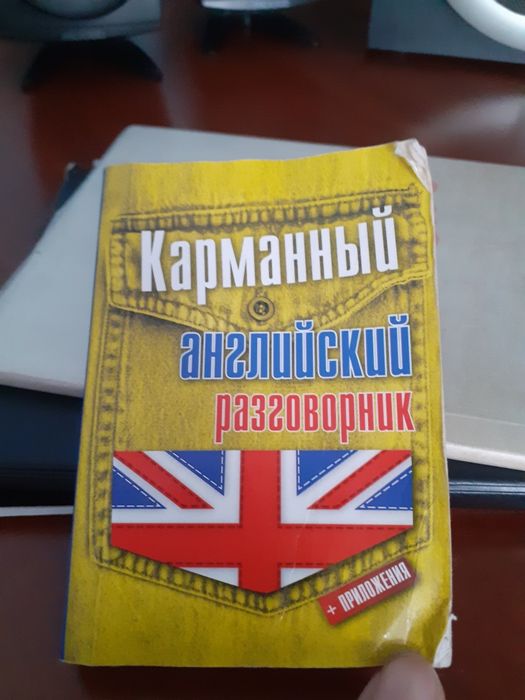 Карманный
английский
разговорник
+ ПРИЛОЖЕНИЯ